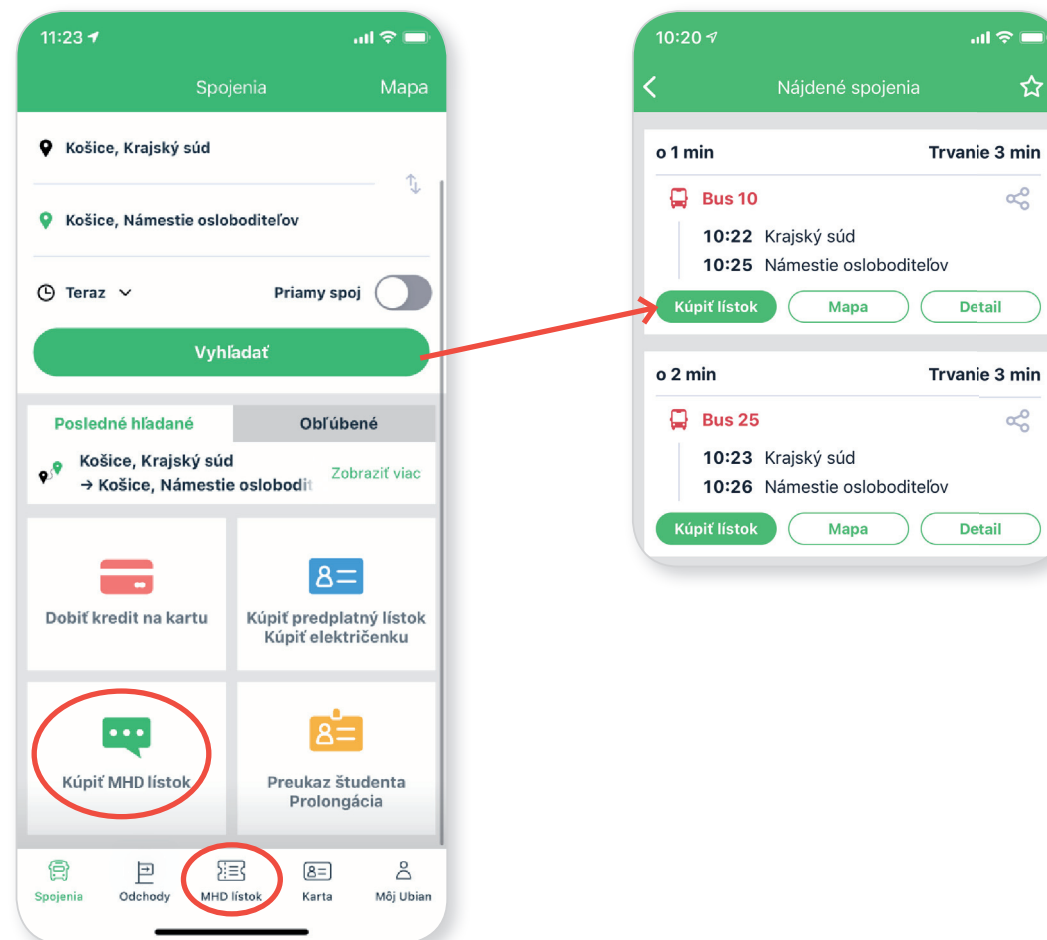 11:23
Spojenia
Mapa
Košice, Krajský súd
Košice, Námestie osloboditeľov
Teraz
Priamy spoj
Vyhľadať
Posledné hľadané
Obľúbené
Košice, Krajský súd
→ Košice, Námestie oslobodit
Zobraziť viac
Dobiť kredit na kartu
Kúpiť predplatný lístok
Kúpiť električenku
Kúpiť MHD lístok
Preukaz študenta
Prolongácia
Spojenia
Odchody
MHD lístok
Karta
Môj Ubian
10:20
Nájdené spojenia
o 1 min
Trvanie 3 min
Bus 10
10:22 Krajský súd
10:25 Námestie osloboditeľov
Kúpiť lístok
Mapa
Detail
o 2 min
Trvanie 3 min
Bus 25
10:23 Krajský súd
10:26 Námestie osloboditeľov
Kúpiť lístok
Mapa
Detail